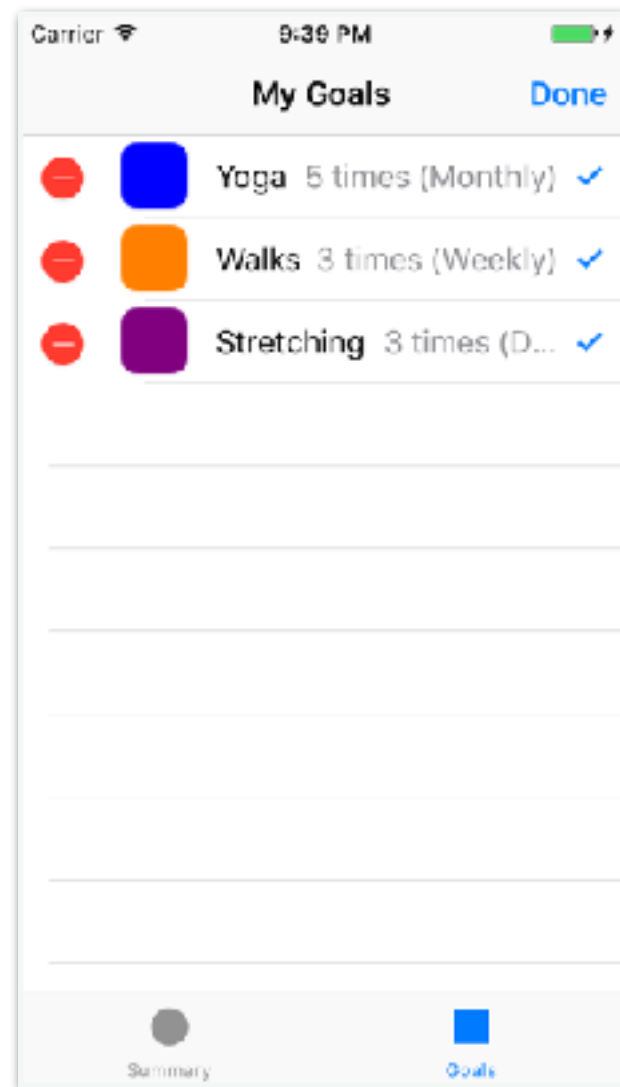 Carrier 9:39 PM
My Goals Done
Yoga 5 times (Monthly)
Walks 3 times (Weekly)
Stretching 3 times (D...
Summary Goals